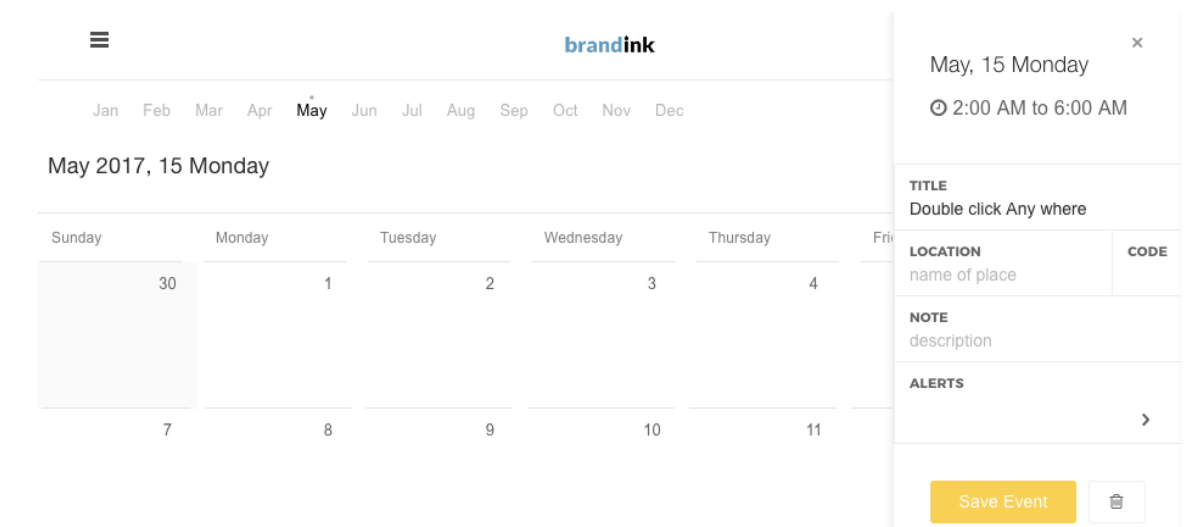 brandink
Jan Feb Mar Apr May Jun Jul Aug Sep Oct Nov Dec
May 2017, 15 Monday
Sunday Monday Tuesday Wednesday Thursday Fri
30 1 2 3 4
7 8 9 10 11
×
May, 15 Monday
2:00 AM to 6:00 AM
TITLE
Double click Any where
LOCATION CODE
name of place
NOTE
description
ALERTS
Save Event